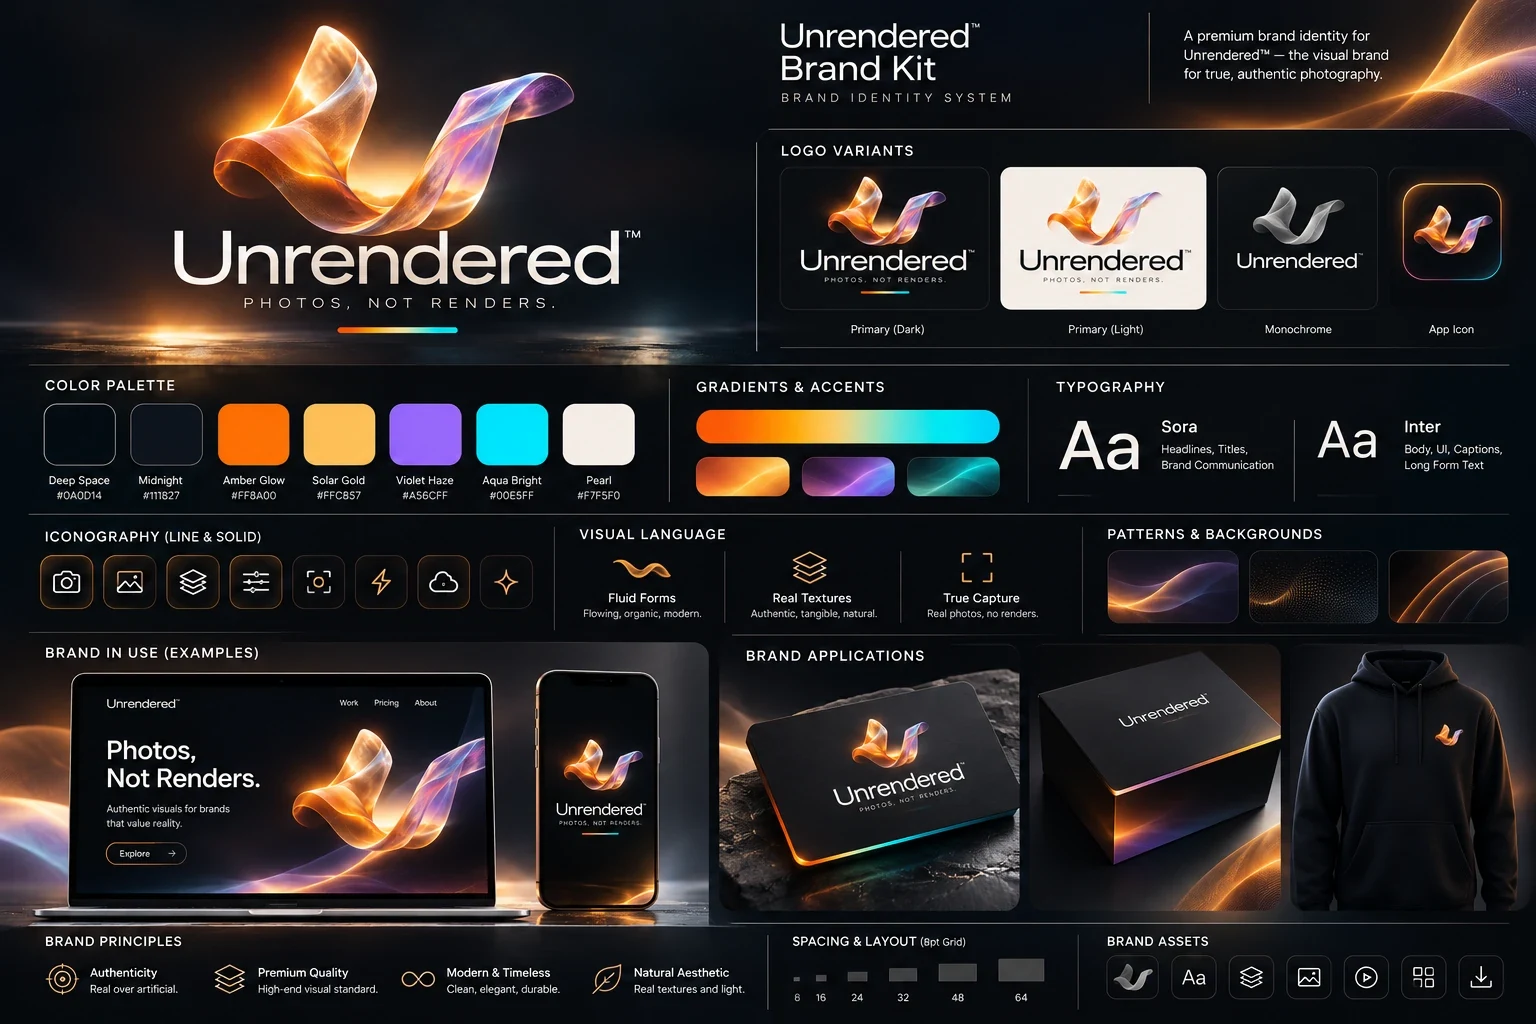 Unrendered™
PHOTOS, NOT RENDERS.
Unrendered™
Brand Kit
BRAND IDENTITY SYSTEM
A premium brand identity for
Unrendered™ — the visual brand
for true, authentic photography.
LOGO VARIANTS
Unrendered™
PHOTOS, NOT RENDERS.
Primary (Dark)
Unrendered™
PHOTOS, NOT RENDERS.
Primary (Light)
Unrendered™
Monochrome
App Icon
COLOR PALETTE
Deep Space
#0A0D14
Midnight
#111827
Amber Glow
#FF8A00
Solar Gold
#FFC857
Violet Haze
#A56CFF
Aqua Bright
#00E5FF
Pearl
#F7F5F0
GRADIENTS & ACCENTS
TYPOGRAPHY
Aa
Sora
Headlines, Titles,
Brand Communication
Aa
Inter
Body, UI, Captions,
Long Form Text
ICONOGRAPHY (LINE & SOLID)
VISUAL LANGUAGE
Fluid Forms
Flowing, organic, modern.
Real Textures
Authentic, tangible, natural.
True Capture
Real photos, no renders.
PATTERNS & BACKGROUNDS
BRAND IN USE (EXAMPLES)
Unrendered™
Work Pricing About
Photos,
Not Renders.
Authentic visuals for brands
that value reality.
Explore →
Unrendered™
PHOTOS, NOT RENDERS.
BRAND APPLICATIONS
Unrendered™
PHOTOS, NOT RENDERS.
Unrendered™
BRAND PRINCIPLES
Authenticity
Real over artificial.
Premium Quality
High-end visual standard.
Modern & Timeless
Clean, elegant, durable.
Natural Aesthetic
Real textures and light.
SPACING & LAYOUT (8pt Grid)
8 16 24 32 48 64
BRAND ASSETS
Aa